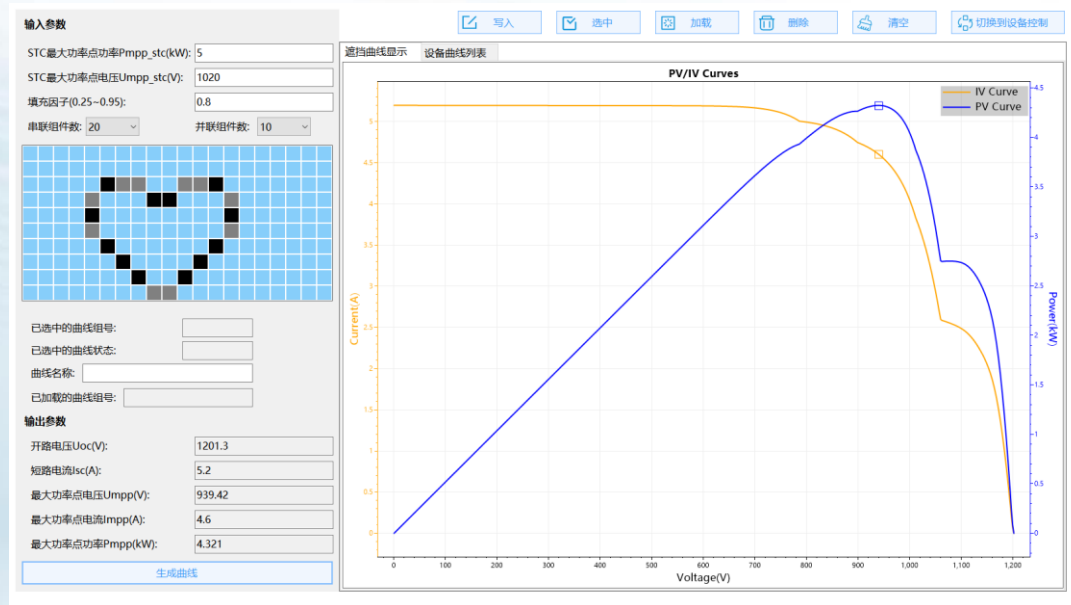 输入参数
写入
选中
加载
删除
清空
切换到设备控制
STC最大功率点功率Pmpp_stc(kW): 5
STC最大功率点电压Umpp_stc(V): 1020
填充因子(0.25~0.95): 0.8
串联组件数: 20 并联组件数: 10
已选中的曲线组号:
已选中的曲线状态:
曲线名称:
已加载的曲线组号:
输出参数
开路电压Uoc(V): 1201.3
短路电流Isc(A): 5.2
最大功率点电压Umpp(V): 939.42
最大功率点电流Impp(A): 4.6
最大功率点功率Pmpp(kW): 4.321
生成曲线
遮挡曲线显示 设备曲线列表
PV/IV Curves
IV Curve
PV Curve
Current(A)
5
4.5
4
3.5
3
2.5
2
1.5
1
0.5
0
4.5
4
3.5
3
2.5
2
1.5
1
0.5
0
Power(kW)
0 100 200 300 400 500 600 700 800 900 1,000 1,100 1,200
Voltage(V)